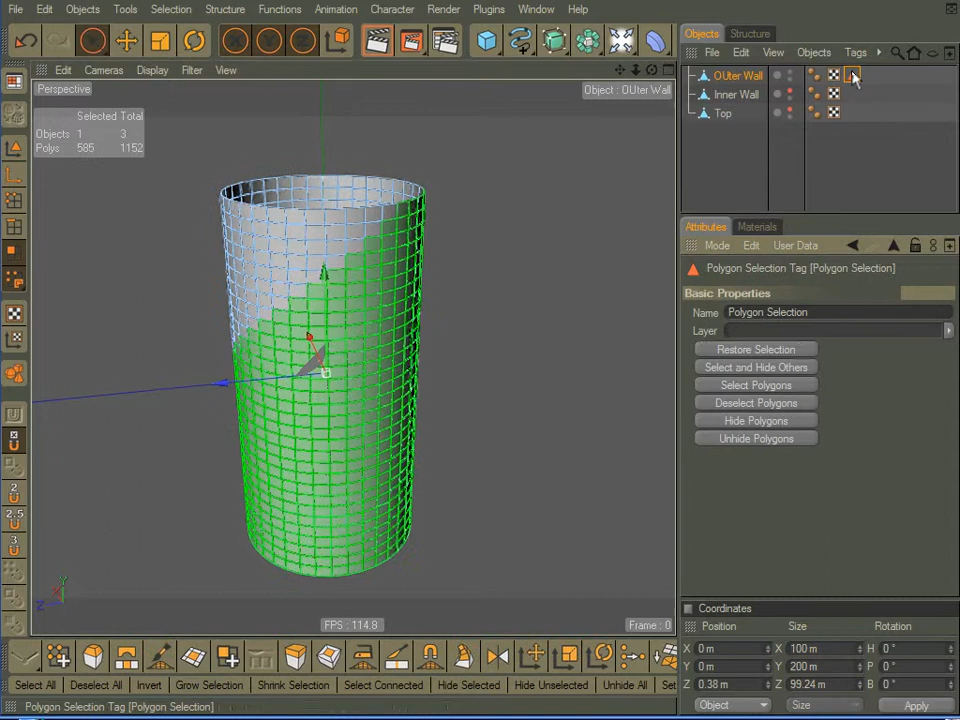 File Edit Objects Tools Selection Structure Functions Animation Character Render Plugins Window Help
Objects Structure
File Edit View Objects Tags
Edit Cameras Display Filter View
Perspective
Object : OUter Wall
Selected Total
Objects 1 3
Polys 585 1152
OUter Wall
Inner Wall
Top
Attributes Materials
Mode Edit User Data
Polygon Selection Tag [Polygon Selection]
Basic Properties
Name Polygon Selection
Layer
Restore Selection
Select and Hide Others
Select Polygons
Deselect Polygons
Hide Polygons
Unhide Polygons
X
2
2.5
3
Y
X
Z
FPS : 114.8
Frame : 0
Coordinates
Position Size Rotation
X 0 m X 100 m H 0 °
Y 0 m Y 200 m P 0 °
Z 0.38 m Z 99.24 m B 0 °
Object Size Apply
Select All Deselect All Invert Grow Selection Shrink Selection Select Connected Hide Selected Hide Unselected Unhide All
Polygon Selection Tag [Polygon Selection]